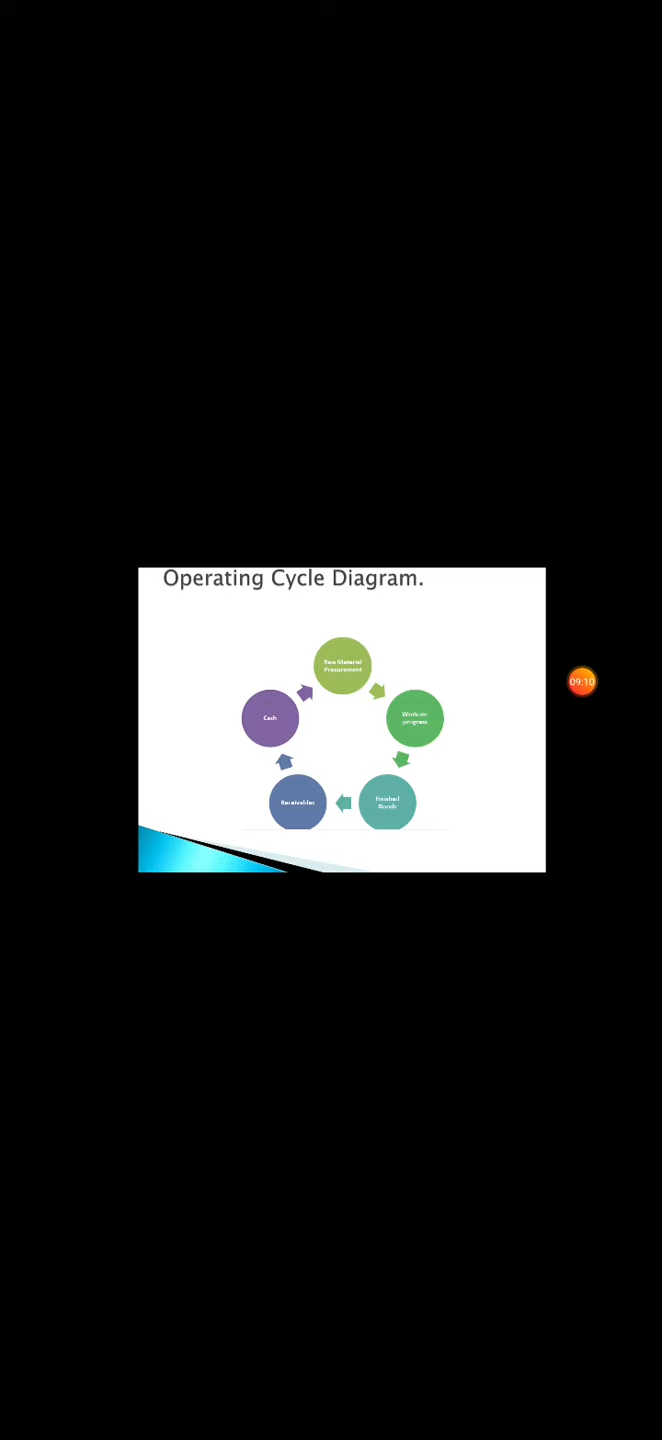 Operating Cycle Diagram.
Raw Material
Procurement
Cash
Work-in-
progress
09:10
Receivables
Finished
Goods